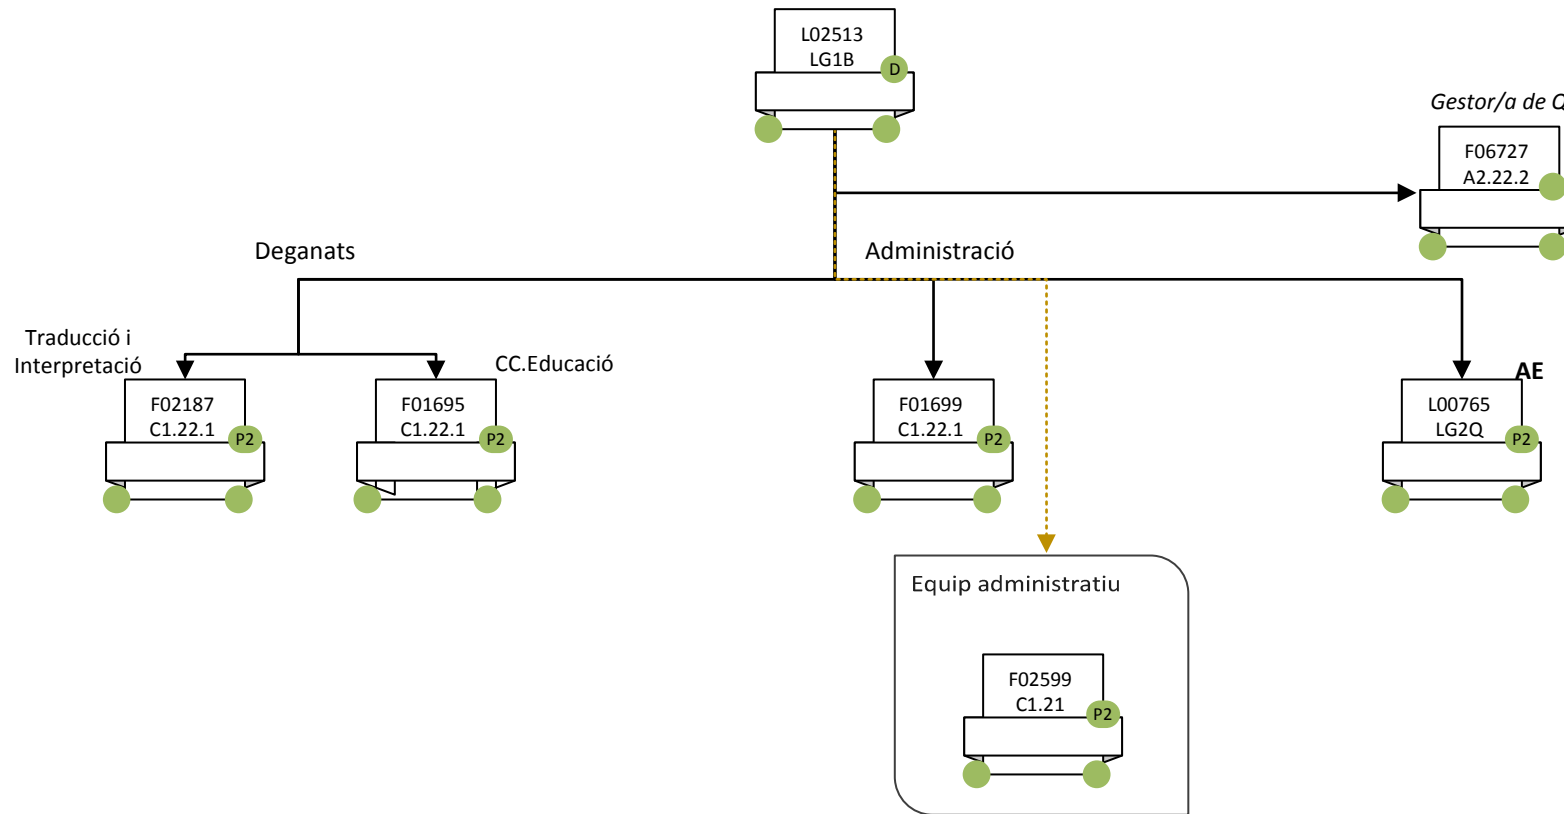 L02513
LG1B
D
Gestor/a de Q
F06727
A2.22.2
Deganats
Administració
Traducció i
Interpretació
CC.Educació
AE
F02187
C1.22.1
P2
F01695
C1.22.1
P2
F01699
C1.22.1
P2
L00765
LG2Q
P2
Equip administratiu
F02599
C1.21
P2